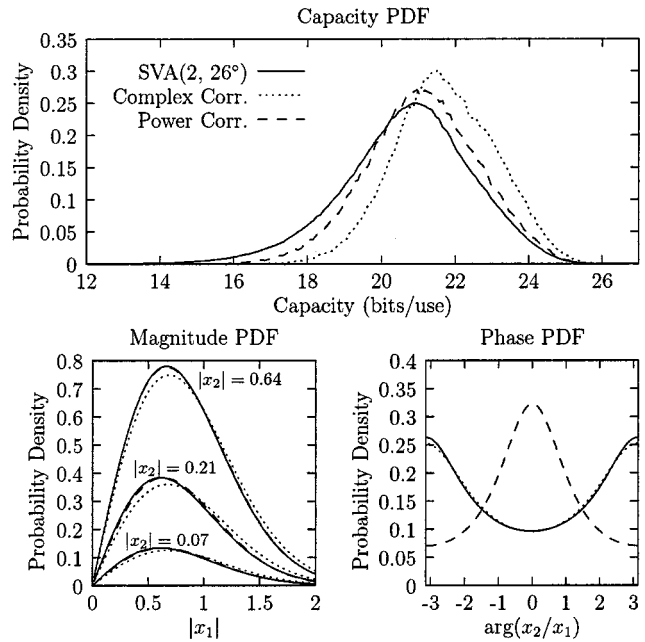 Capacity PDF
Probability Density
0.35
0.3
0.25
0.2
0.15
0.1
0.05
0
SVA(2, 26°)
Complex Corr.
Power Corr.
12 14 16 18 20 22 24 26
Capacity (bits/use)
Magnitude PDF
Probability Density
0.8
0.7
0.6
0.5
0.4
0.3
0.2
0.1
0
|x₂| = 0.64
|x₂| = 0.21
|x₂| = 0.07
0 0.5 1 1.5 2
|x₁|
Phase PDF
Probability Density
0.4
0.35
0.3
0.25
0.2
0.15
0.1
0.05
0
-3 -2 -1 0 1 2 3
arg(x₂/x₁)